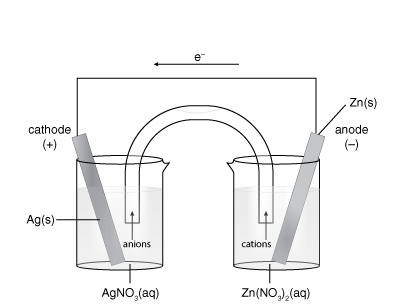 e⁻
Zn(s)
cathode
(+)
anode
(–)
Ag(s)
anions
cations
AgNO₃(aq)
Zn(NO₃)₂(aq)